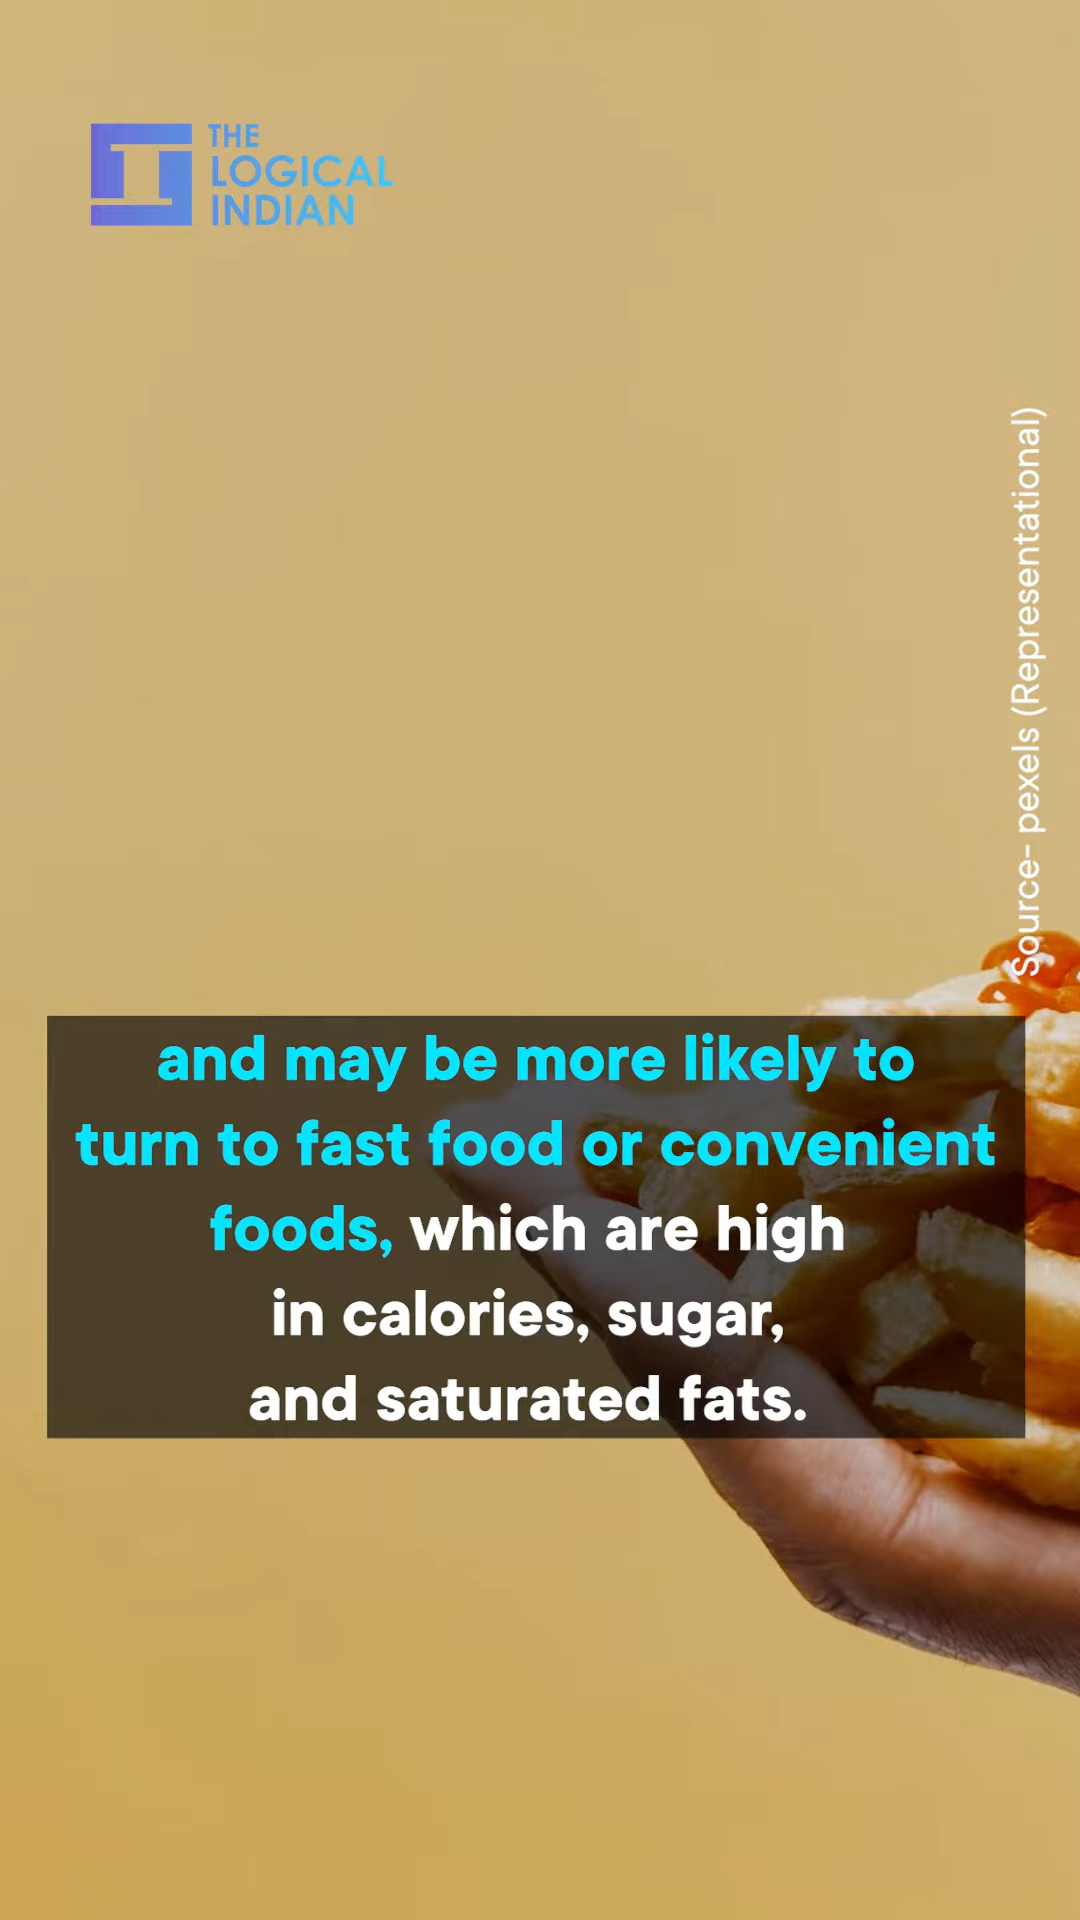 THE
LOGICAL
INDIAN
Source- pexels (Representational)
and may be more likely to
turn to fast food or convenient
foods, which are high
in calories, sugar,
and saturated fats.